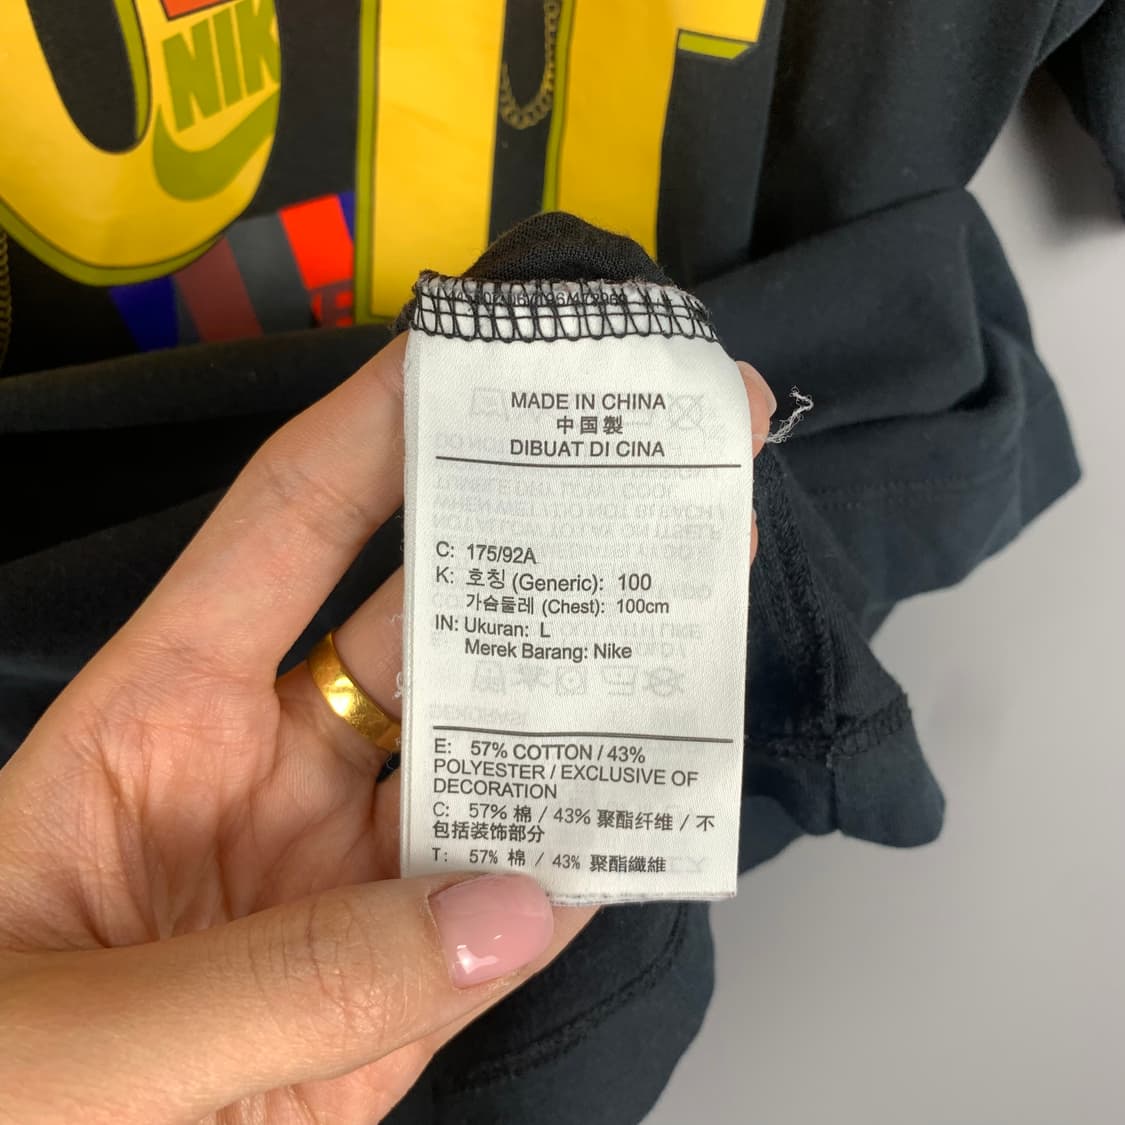 NIK
MADE IN CHINA
中国製
DIBUAT DI CINA
C: 175/92A
K: 호칭 (Generic): 100
가슴둘레 (Chest): 100cm
IN: Ukuran: L
Merek Barang: Nike
E: 57% COTTON / 43%
POLYESTER / EXCLUSIVE OF
DECORATION
C: 57% 棉 / 43% 聚酯纤维 / 不
包括装饰部分
T: 57% 棉 / 43% 聚酯纖維